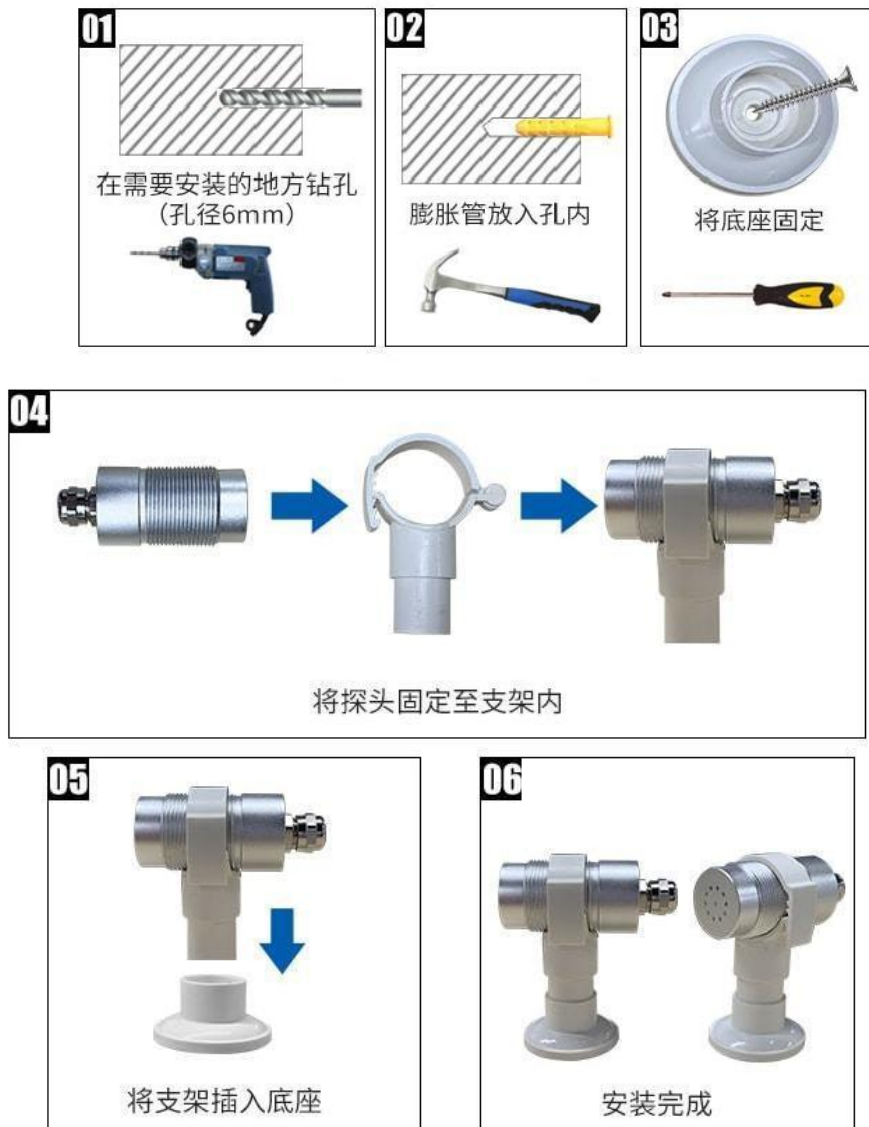 01
02
03
在需要安装的地方钻孔
（孔径6mm）
膨胀管放入孔内
将底座固定
04
将探头固定至支架内
05
06
将支架插入底座
安装完成